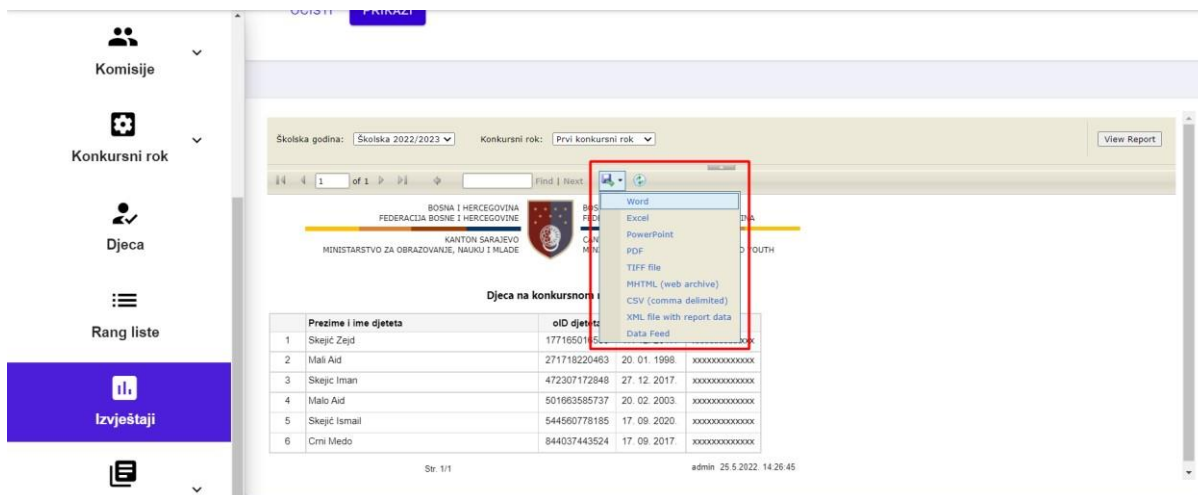 OČISTI PRIKAŽI
Komisije
Konkursni rok
Djeca
Rang liste
Izvještaji
Školska godina: Školska 2022/2023 Konkursni rok: Prvi konkursni rok View Report
1 of 1 Find | Next
Word
Excel
PowerPoint
PDF
TIFF file
MHTML (web archive)
CSV (comma delimited)
XML file with report data
Data Feed
BOSNA I HERCEGOVINA
FEDERACIJA BOSNE I HERCEGOVINE
KANTON SARAJEVO
MINISTARSTVO ZA OBRAZOVANJE, NAUKU I MLADE
Djeca na konkursnom
Prezime i ime djeteta oID djeteta
1 Skejić Zejd
2 Mali Aid 271718220463 20. 01. 1998. xxxxxxxxxxxxx
3 Skejic Iman 472307172848 27. 12. 2017. xxxxxxxxxxxxx
4 Malo Aid 501663585737 20. 02. 2003. xxxxxxxxxxxxx
5 Skejić Ismail 544560778185 17. 09. 2020. xxxxxxxxxxxxx
6 Crni Medo 844037443524 17. 09. 2017. xxxxxxxxxxxxx
Str. 1/1 admin 25.5.2022. 14:26:45